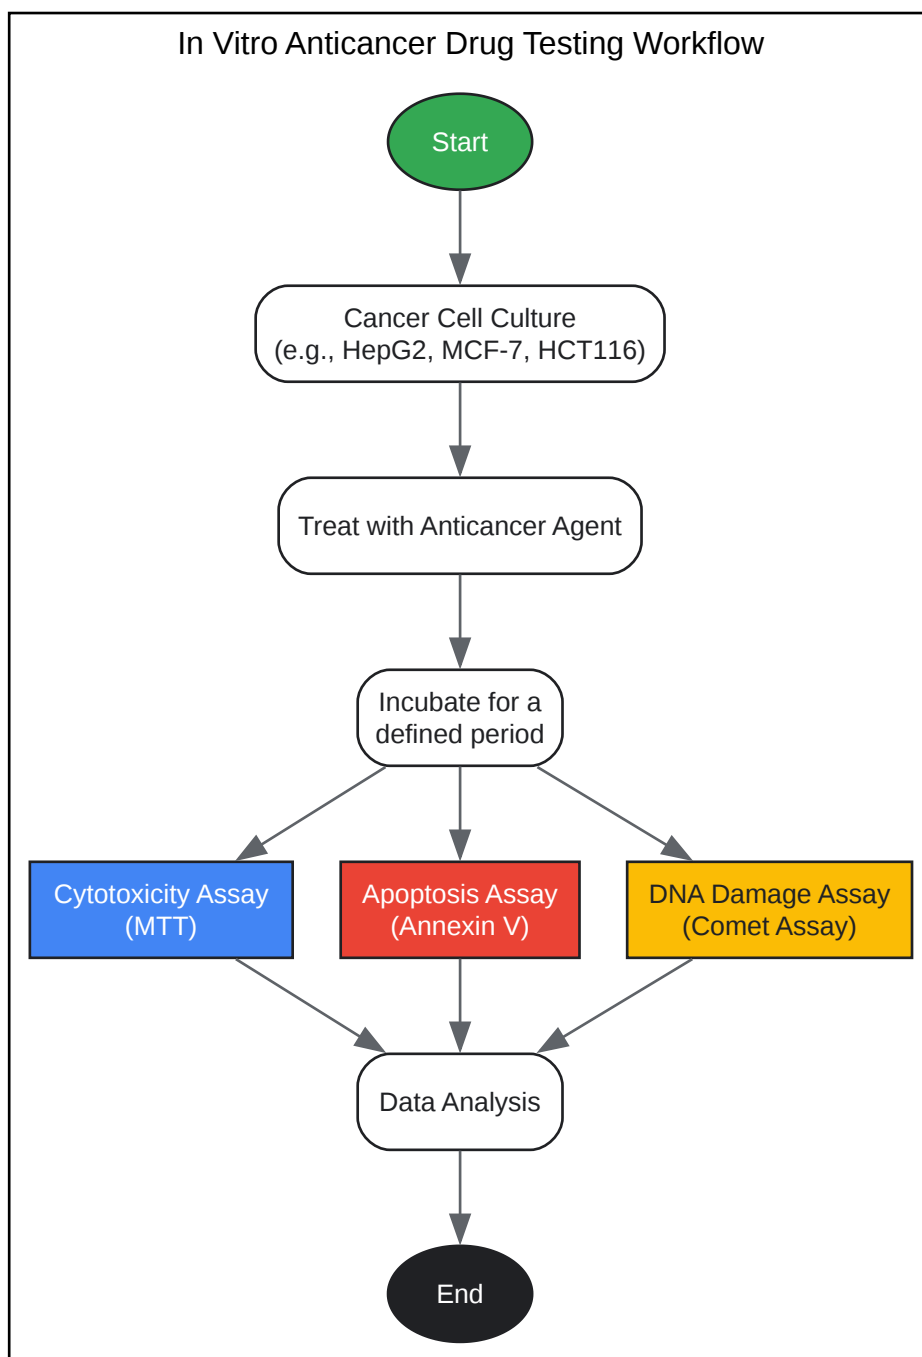 In Vitro Anticancer Drug Testing Workflow
Start
Cancer Cell Culture
(e.g., HepG2, MCF-7, HCT116)
Treat with Anticancer Agent
Incubate for a
defined period
Cytotoxicity Assay
(MTT)
Apoptosis Assay
(Annexin V)
DNA Damage Assay
(Comet Assay)
Data Analysis
End